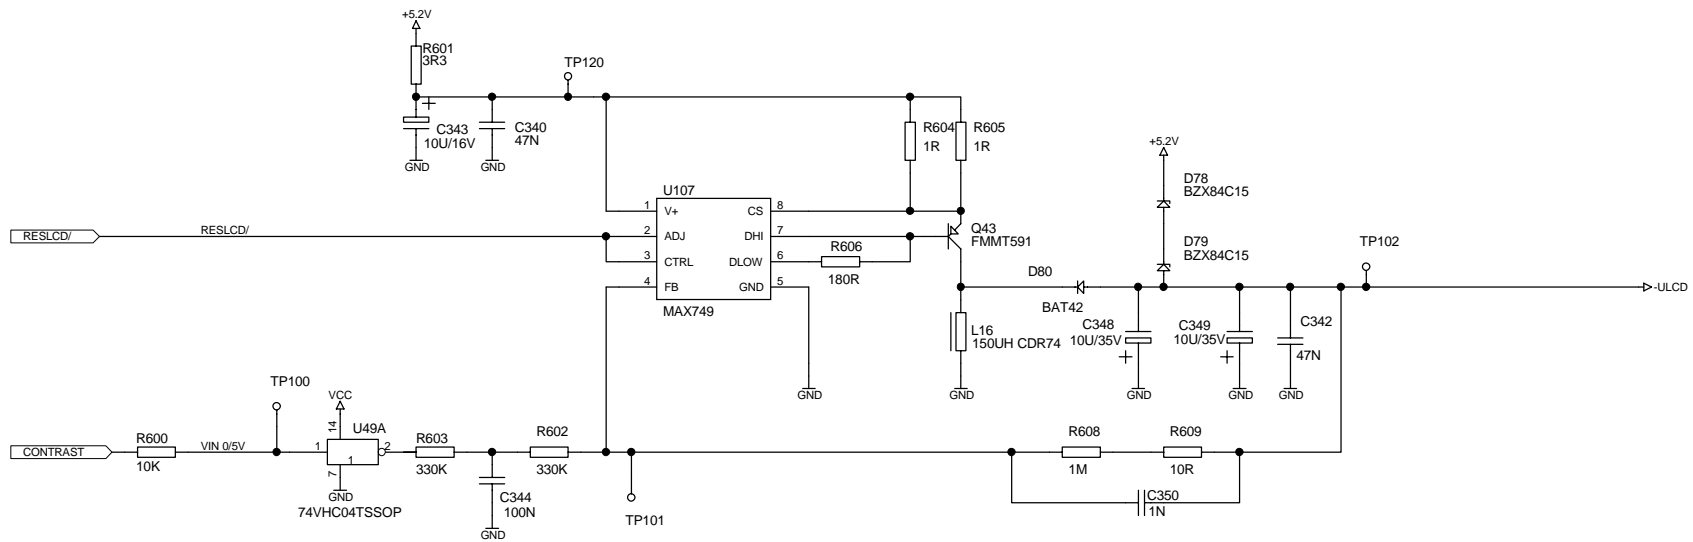 +5.2V
R601
3R3
TP120
+
C343
10U/16V
GND
C340
47N
GND
R604
1R
R605
1R
+5.2V
D78
BZX84C15
D79
BZX84C15
U107
1 V+ CS 8
2 ADJ DHI 7
3 CTRL DLOW 6
4 FB GND 5
MAX749
RESLCD/
RESLCD/
R606
180R
Q43
FMMT591
D80
BAT42
TP102
-ULCD
L16
150UH CDR74
C348
10U/35V
+
C349
10U/35V
+
C342
47N
GND
GND
GND
GND
GND
TP100
VCC
14
U49A
CONTRAST
R600
10K
VIN 0/5V
1
1
2
7
GND
74VHC04TSSOP
R603
330K
R602
330K
C344
100N
GND
TP101
R608
1M
R609
10R
C350
1N